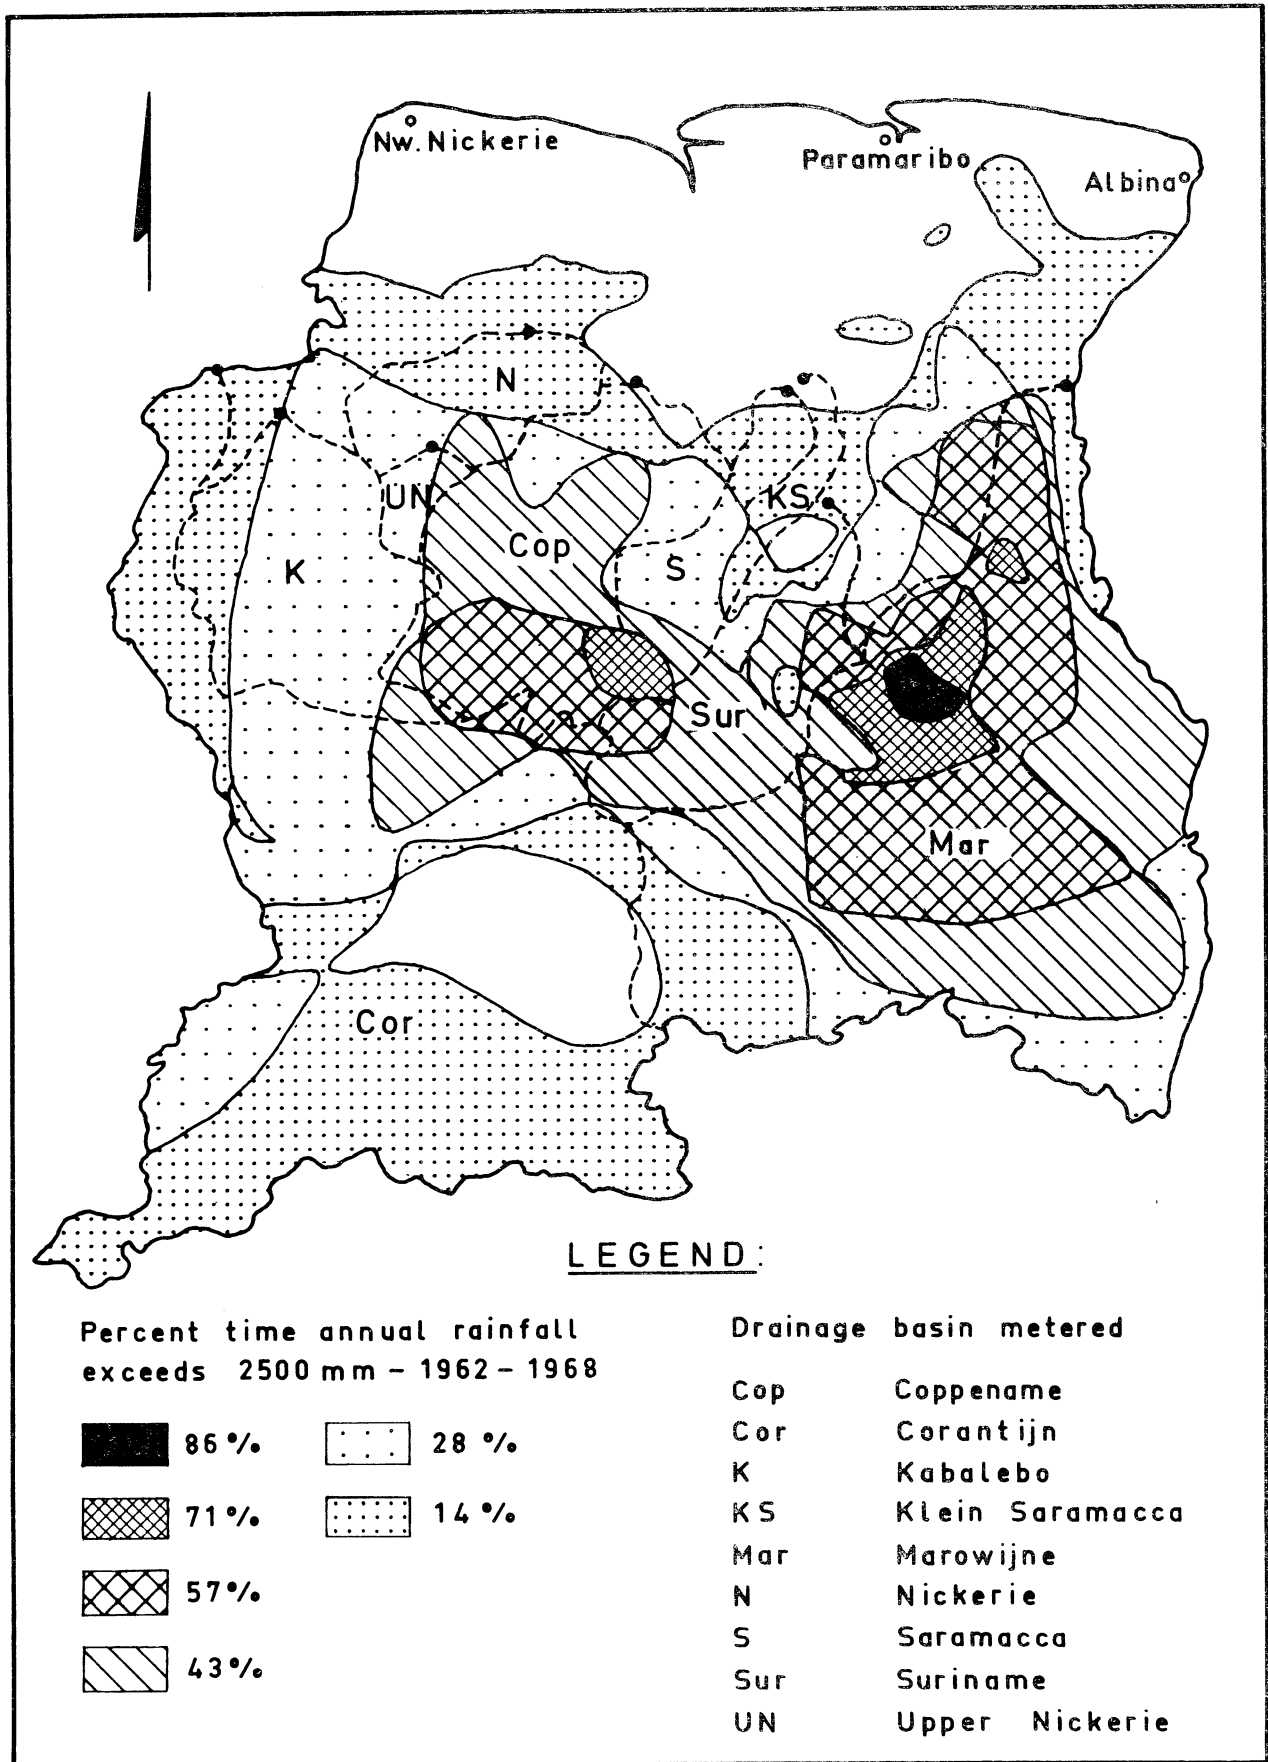 Nw. Nickerie
Paramaribo
Albina
N
UN
KS
Cop
K
S
Sur
Mar
Cor
LEGEND:
Percent time annual rainfall
exceeds 2500 mm – 1962 – 1968
86 %
28 %
71 %
14 %
57 %
43 %
Drainage basin metered
Cop Coppename
Cor Corantijn
K Kabalebo
KS Klein Saramacca
Mar Marowijne
N Nickerie
S Saramacca
Sur Suriname
UN Upper Nickerie